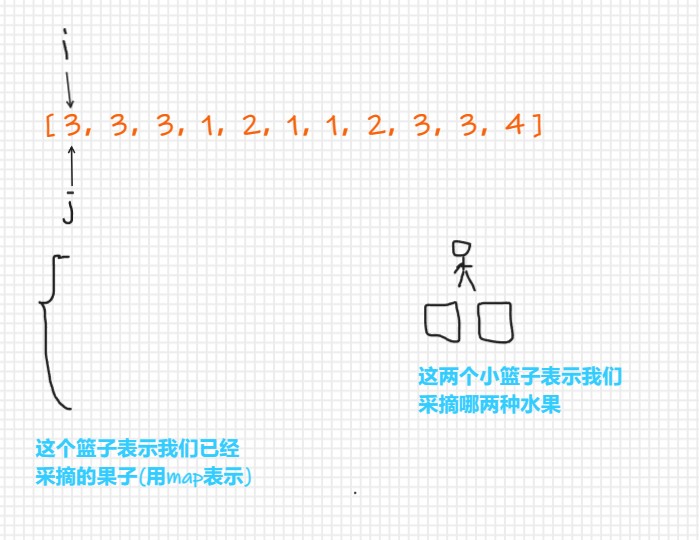 i
[ 3, 3, 3, 1, 2, 1, 1, 2, 3, 3, 4 ]
j
这两个小篮子表示我们
采摘哪两种水果
这个篮子表示我们已经
采摘的果子(用map表示)